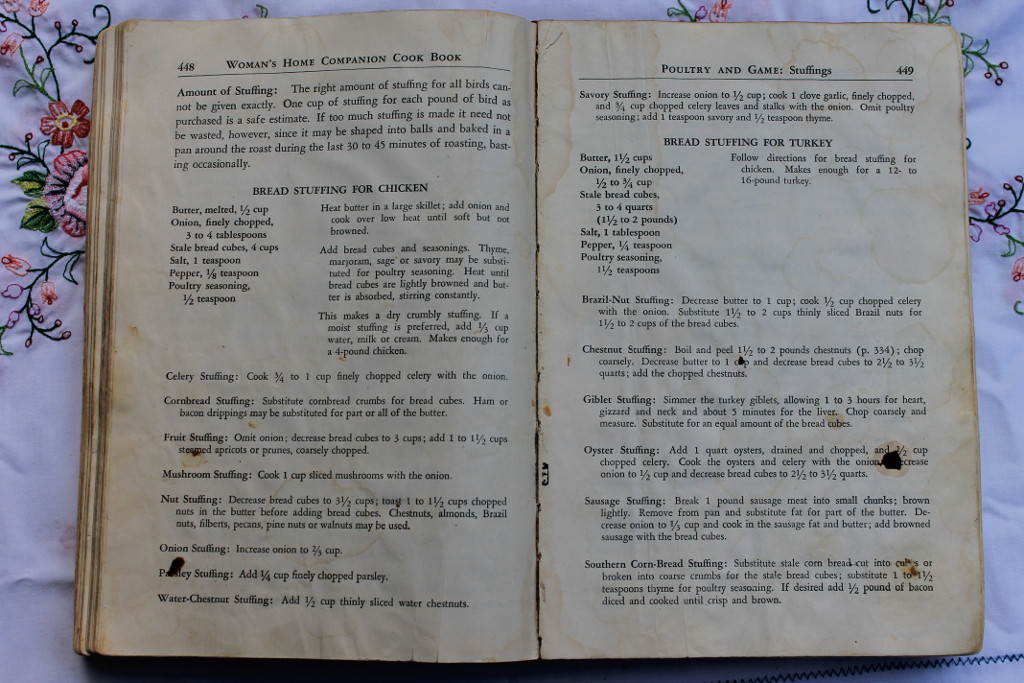 448 WOMAN'S HOME COMPANION COOK BOOK
Amount of Stuffing: The right amount of stuffing for all birds can-
not be given exactly. One cup of stuffing for each pound of bird as
purchased is a safe estimate. If too much stuffing is made it need not
be wasted, however, since it may be shaped into balls and baked in a
pan around the roast during the last 30 to 45 minutes of roasting, bast-
ing occasionally.
BREAD STUFFING FOR CHICKEN
Butter, melted, ½ cup
Onion, finely chopped,
3 to 4 tablespoons
Stale bread cubes, 4 cups
Salt, 1 teaspoon
Pepper, ⅛ teaspoon
Poultry seasoning,
½ teaspoon
Heat butter in a large skillet; add onion and
cook over low heat until soft but not
browned.
Add bread cubes and seasonings. Thyme,
marjoram, sage or savory may be substi-
tuted for poultry seasoning. Heat until
bread cubes are lightly browned and but-
ter is absorbed, stirring constantly.
This makes a dry crumbly stuffing. If a
moist stuffing is preferred, add ⅓ cup
water, milk or cream. Makes enough for
a 4-pound chicken.
Celery Stuffing: Cook ¾ to 1 cup finely chopped celery with the onion.
Cornbread Stuffing: Substitute cornbread crumbs for bread cubes. Ham or
bacon drippings may be substituted for part or all of the butter.
Fruit Stuffing: Omit onion; decrease bread cubes to 3 cups; add 1 to 1½ cups
steamed apricots or prunes, coarsely chopped.
Mushroom Stuffing: Cook 1 cup sliced mushrooms with the onion.
Nut Stuffing: Decrease bread cubes to 3½ cups; toast 1 to 1½ cups chopped
nuts in the butter before adding bread cubes. Chestnuts, almonds, Brazil
nuts, filberts, pecans, pine nuts or walnuts may be used.
Onion Stuffing: Increase onion to ⅔ cup.
Parsley Stuffing: Add ¼ cup finely chopped parsley.
Water-Chestnut Stuffing: Add ½ cup thinly sliced water chestnuts.
POULTRY AND GAME: Stuffings 449
Savory Stuffing: Increase onion to ½ cup; cook 1 clove garlic, finely chopped,
and ¾ cup chopped celery leaves and stalks with the onion. Omit poultry
seasoning; add 1 teaspoon savory and ½ teaspoon thyme.
BREAD STUFFING FOR TURKEY
Butter, 1½ cups
Onion, finely chopped,
½ to ¾ cup
Stale bread cubes,
3 to 4 quarts
(1½ to 2 pounds)
Salt, 1 tablespoon
Pepper, ¼ teaspoon
Poultry seasoning,
1½ teaspoons
Follow directions for bread stuffing for
chicken. Makes enough for a 12- to
16-pound turkey.
Brazil-Nut Stuffing: Decrease butter to 1 cup; cook ½ cup chopped celery
with the onion. Substitute 1½ to 2 cups thinly sliced Brazil nuts for
1½ to 2 cups of the bread cubes.
Chestnut Stuffing: Boil and peel 1½ to 2 pounds chestnuts (p. 334); chop
coarsely. Decrease butter to 1 cup and decrease bread cubes to 2½ to 3½
quarts; add the chopped chestnuts.
Giblet Stuffing: Simmer the turkey giblets, allowing 1 to 3 hours for heart,
gizzard and neck and about 5 minutes for the liver. Chop coarsely and
measure. Substitute for an equal amount of the bread cubes.
Oyster Stuffing: Add 1 quart oysters, drained and chopped, and ½ cup
chopped celery. Cook the oysters and celery with the onion. Decrease
onion to ½ cup and decrease bread cubes to 2½ to 3½ quarts.
Sausage Stuffing: Break 1 pound sausage meat into small chunks; brown
lightly. Remove from pan and substitute fat for part of the butter. De-
crease onion to ⅓ cup and cook in the sausage fat and butter; add browned
sausage with the bread cubes.
Southern Corn-Bread Stuffing: Substitute stale corn bread cut into cubes or
broken into coarse crumbs for the stale bread cubes; substitute 1 to 1½
teaspoons thyme for poultry seasoning. If desired add ½ pound of bacon
diced and cooked until crisp and brown.